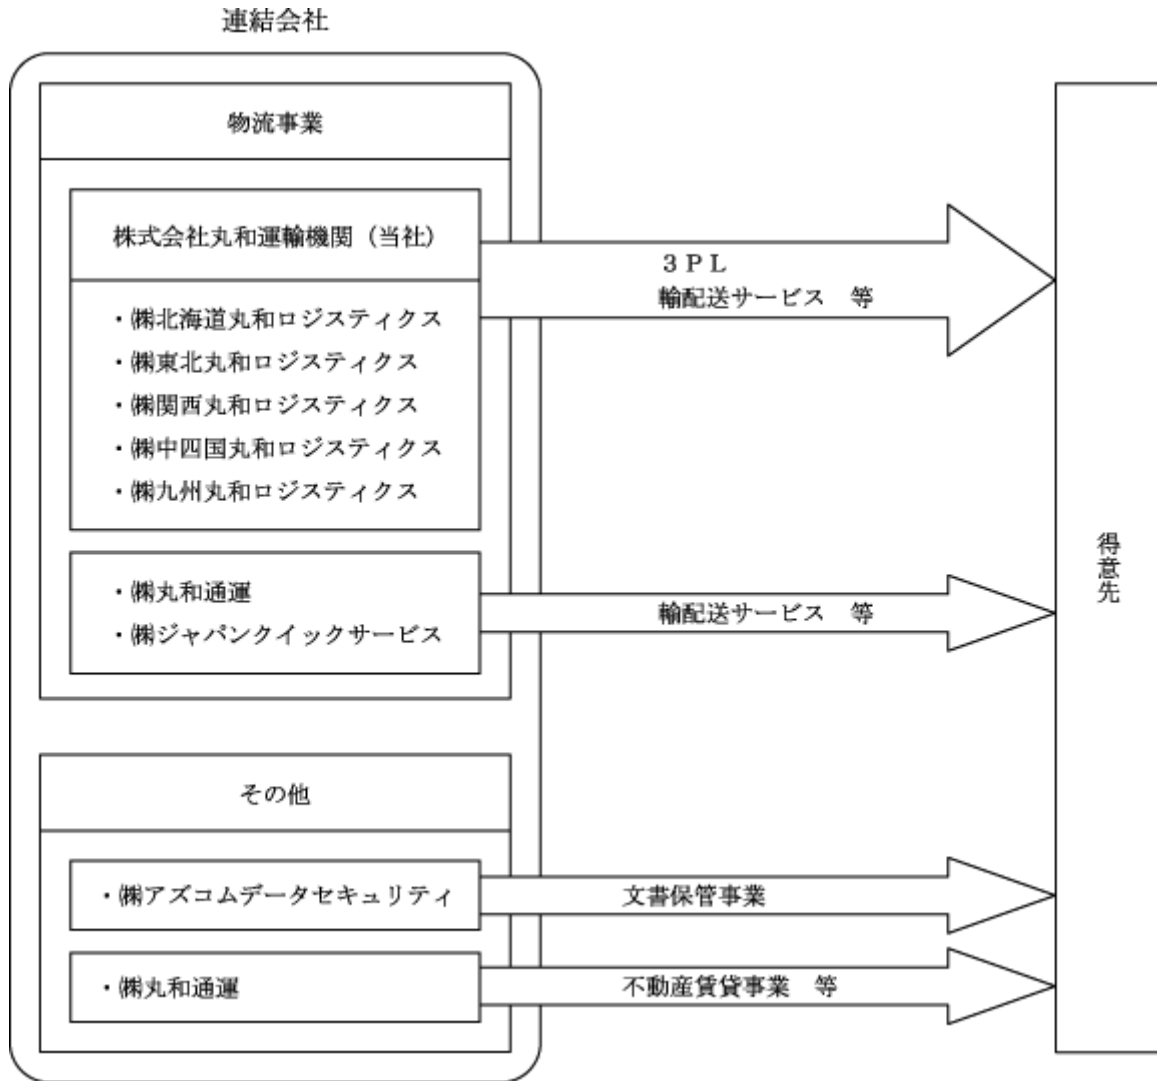 連結会社
物流事業
株式会社丸和運輸機関（当社）
・㈱北海道丸和ロジスティクス
・㈱東北丸和ロジスティクス
・㈱関西丸和ロジスティクス
・㈱中四国丸和ロジスティクス
・㈱九州丸和ロジスティクス
３ＰＬ
輸配送サービス　等
・㈱丸和通運
・㈱ジャパンクイックサービス
輸配送サービス　等
その他
・㈱アズコムデータセキュリティ
文書保管事業
・㈱丸和通運
不動産賃貸事業　等
得意先